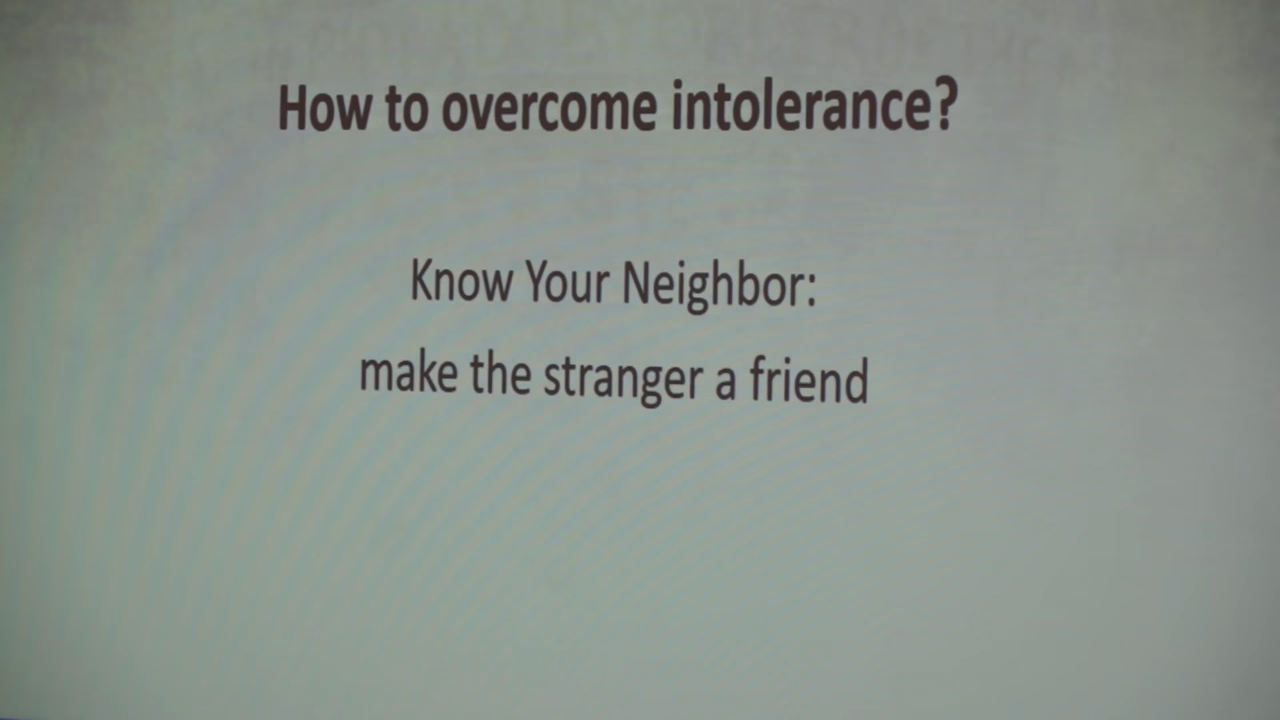 How to overcome intolerance?
Know Your Neighbor:
make the stranger a friend